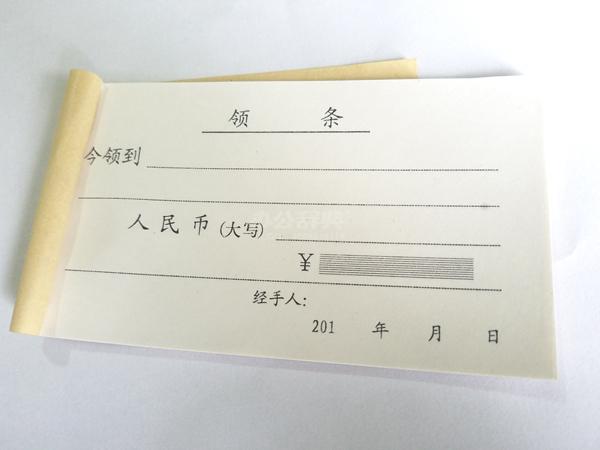 领 条
今领到
人民币(大写)
¥
经手人:
201 年 月 日